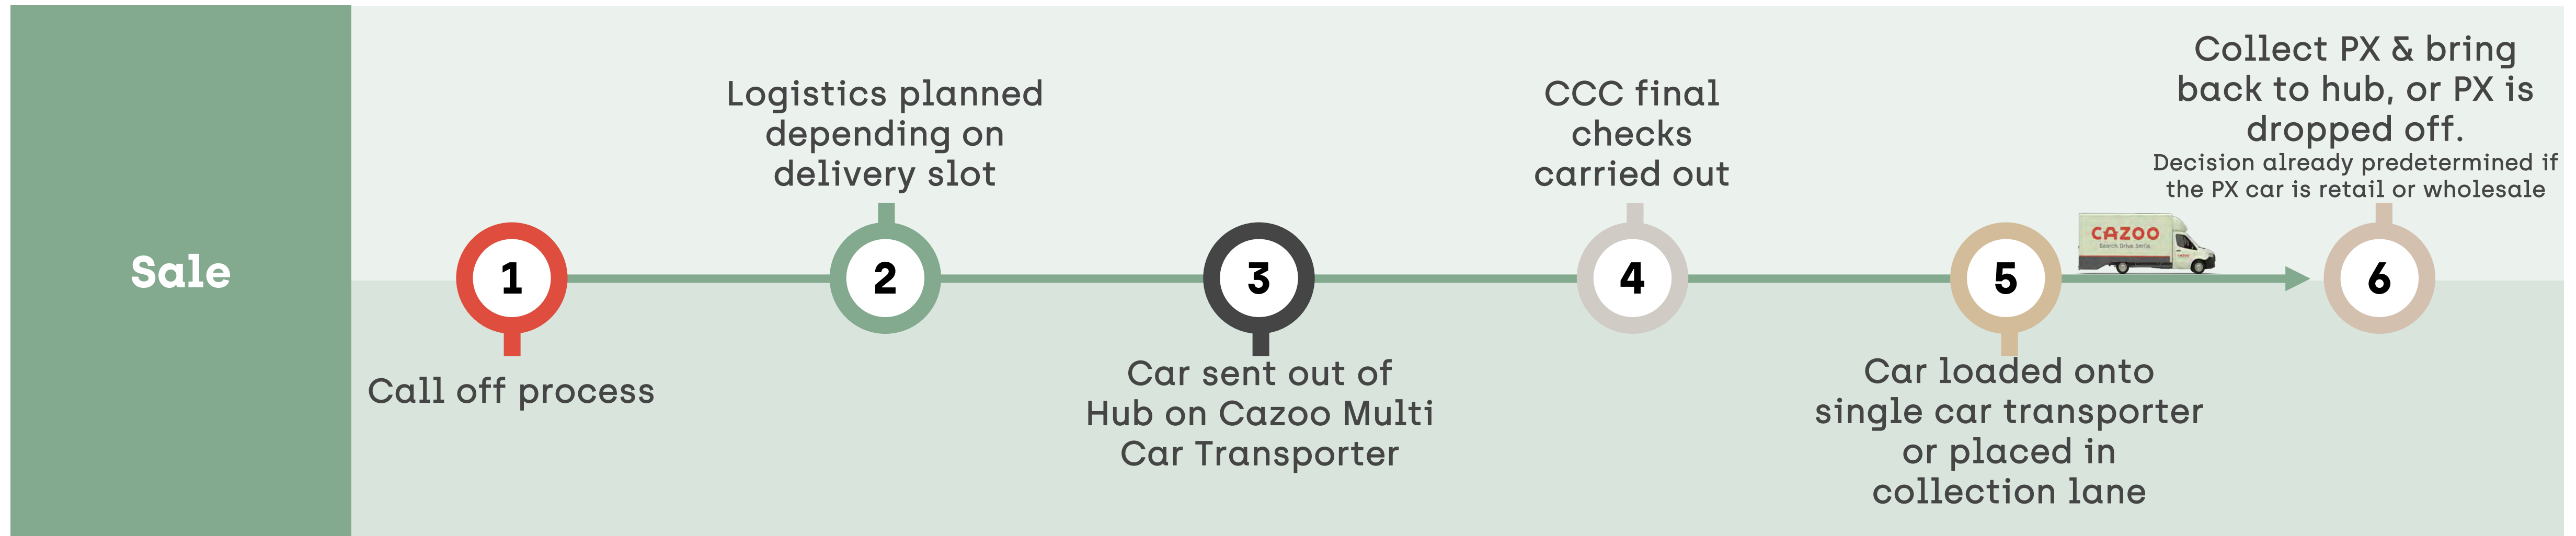 Sale
1
Call off process
Logistics planned
depending on
delivery slot
2
3
Car sent out of
Hub on Cazoo Multi
Car Transporter
CCC final
checks
carried out
4
5
Car loaded onto
single car transporter
or placed in
collection lane
CAZOO
Search. Drive. Smile.
Collect PX & bring
back to hub, or PX is
dropped off.
Decision already predetermined if
the PX car is retail or wholesale
6